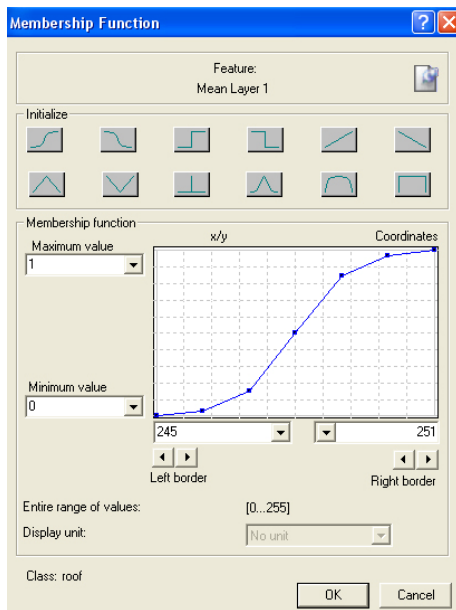 Membership Function
Feature:
Mean Layer 1
Initialize
Membership function
Maximum value
x/y
Coordinates
1
Minimum value
0
245
251
Left border
Right border
Entire range of values:
[0...255]
Display unit:
No unit
Class: roof
OK
Cancel